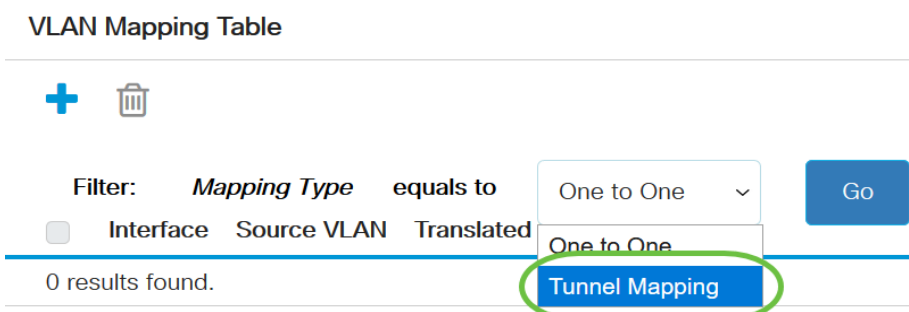 VLAN Mapping Table
Filter: Mapping Type equals to One to One Go
Interface Source VLAN Translated
One to One
Tunnel Mapping
0 results found.